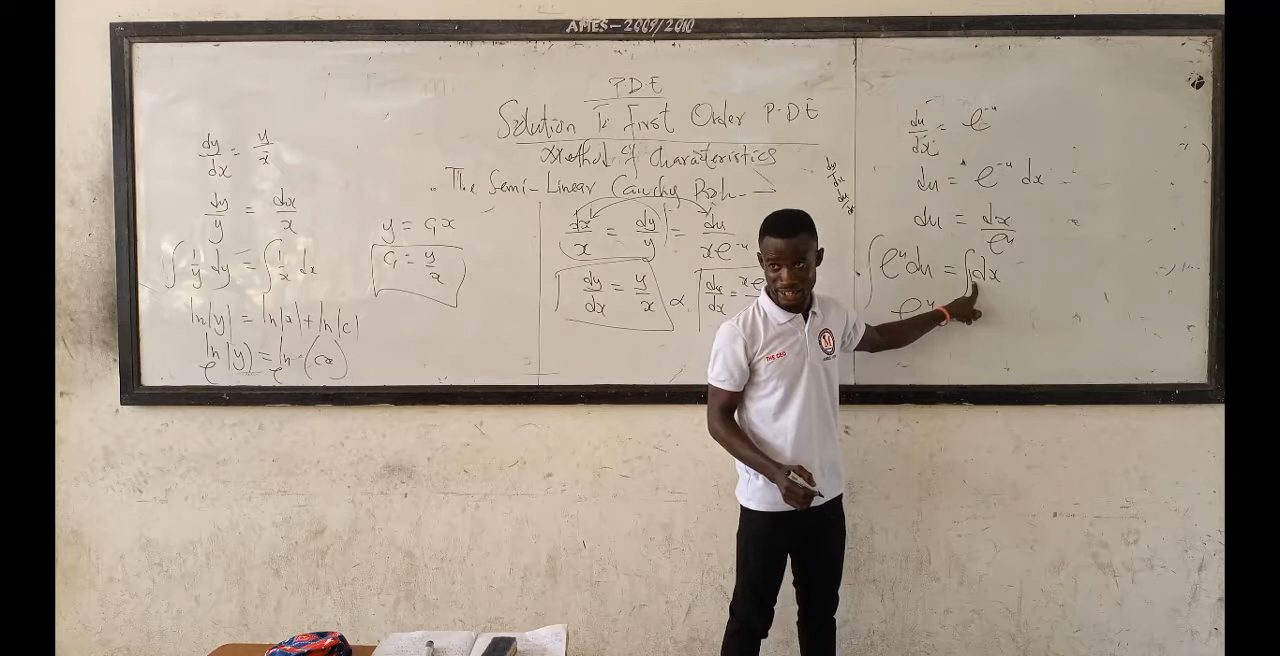 AMES-2009/2010
P.D.E
Solution To First Order P.D.E
Method of Characteristics
The Semi-Linear Cauchy Prob.
dy/dx = y/x
dy/y = dx/x
∫ 1/y dy = ∫ 1/x dx
ln|y| = ln|x| + ln|c|
e^ln|y| = e^ln(cx)
y = C₁x
C₁ = y/x
dx/x = dy/y = du/xe^-u
dy/dx = y/x
du/dx = e^-u
du = e^-u dx
du = dx/e^u
∫ e^u du = ∫ dx
e^u
THE CEO
M